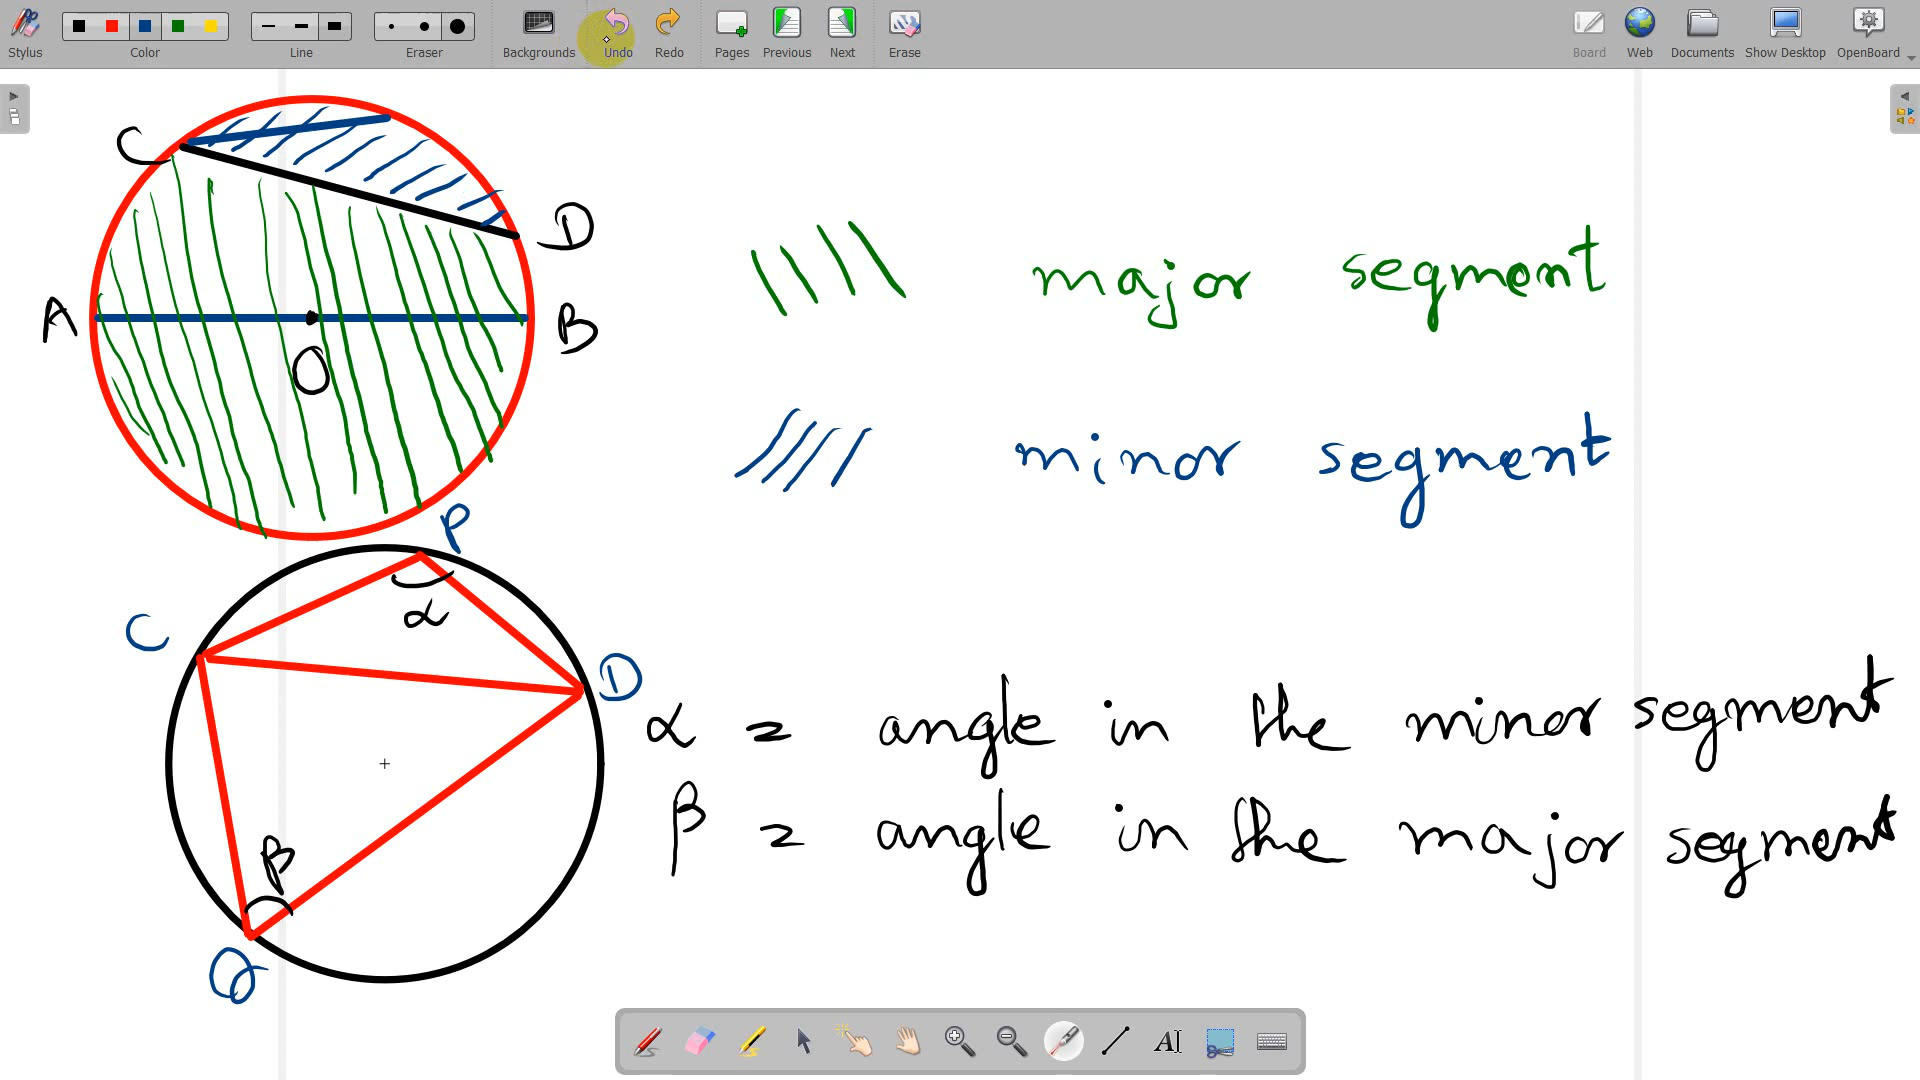 Stylus Color Line Eraser Backgrounds Undo Redo Pages Previous Next Erase Board Web Documents Show Desktop OpenBoard
C
D
A
B
O
major segment
minor segment
P
α
C
D
α = angle in the minor segment
β = angle in the major segment
β
Q
AI